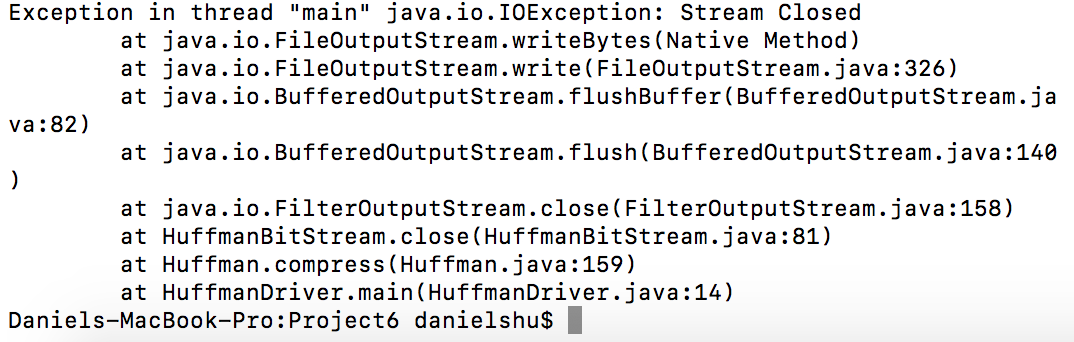 Exception in thread "main" java.io.IOException: Stream Closed
        at java.io.FileOutputStream.writeBytes(Native Method)
        at java.io.FileOutputStream.write(FileOutputStream.java:326)
        at java.io.BufferedOutputStream.flushBuffer(BufferedOutputStream.ja
va:82)
        at java.io.BufferedOutputStream.flush(BufferedOutputStream.java:140
)
        at java.io.FilterOutputStream.close(FilterOutputStream.java:158)
        at HuffmanBitStream.close(HuffmanBitStream.java:81)
        at Huffman.compress(Huffman.java:159)
        at HuffmanDriver.main(HuffmanDriver.java:14)
Daniels-MacBook-Pro:Project6 danielshu$